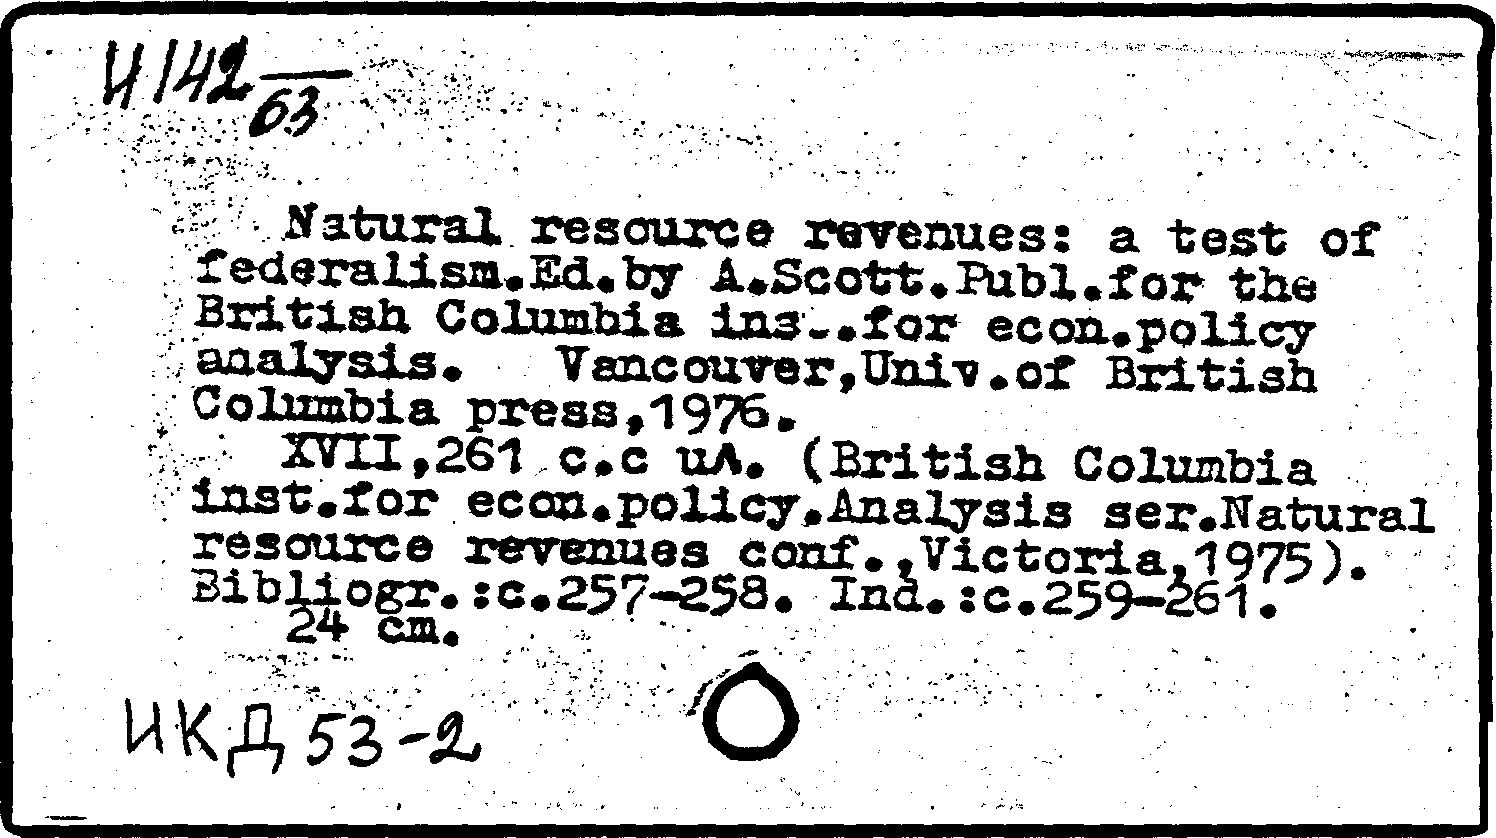 И142
63
Natural resource revenues: a test of
federalism.Ed.by A.Scott.Publ.for the
British Columbia inst.for econ.policy
analysis. Vancouver,Univ.of British
Columbia press,1976.
XVII,261 с.с ил. (British Columbia
inst.for econ.policy.Analysis ser.Natural
resource revenues conf.,Victoria,1975).
Bibliogr.:с.257-258. Ind.:с.259-261.
24 см.
ИКД 53-2